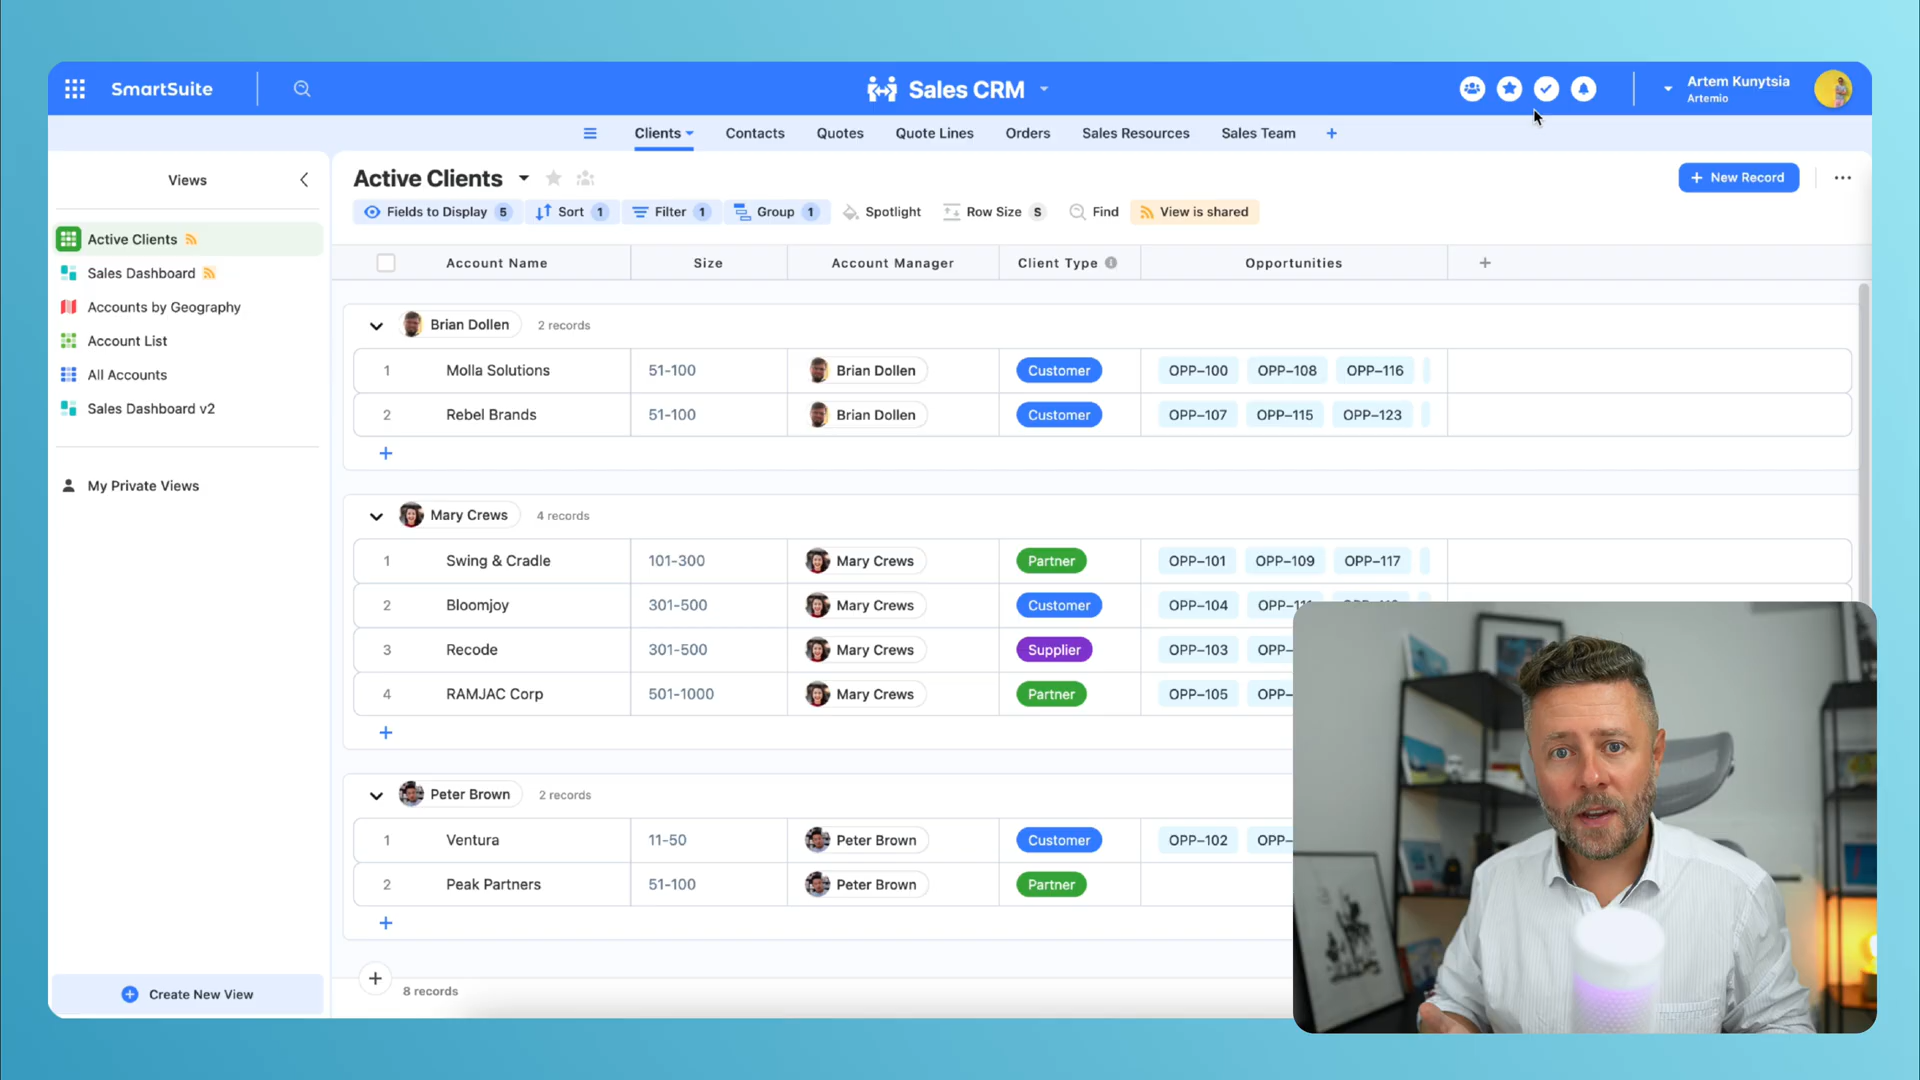 SmartSuite
Sales CRM
Artem Kunytsia
Artemio
Clients Contacts Quotes Quote Lines Orders Sales Resources Sales Team +
Views
Active Clients
Sales Dashboard
Accounts by Geography
Account List
All Accounts
Sales Dashboard v2
My Private Views
Create New View
Active Clients
+ New Record
Fields to Display 5 Sort 1 Filter 1 Group 1 Spotlight Row Size S Find View is shared
Account Name Size Account Manager Client Type Opportunities +
Brian Dollen 2 records
1 Molla Solutions 51-100 Brian Dollen Customer OPP-100 OPP-108 OPP-116
2 Rebel Brands 51-100 Brian Dollen Customer OPP-107 OPP-115 OPP-123
+
Mary Crews 4 records
1 Swing & Cradle 101-300 Mary Crews Partner OPP-101 OPP-109 OPP-117
2 Bloomjoy 301-500 Mary Crews Customer OPP-104
3 Recode 301-500 Mary Crews Supplier OPP-103 OPP-
4 RAMJAC Corp 501-1000 Mary Crews Partner OPP-105 OPP-
+
Peter Brown 2 records
1 Ventura 11-50 Peter Brown Customer OPP-102 OPP-
2 Peak Partners 51-100 Peter Brown Partner
+
+
8 records